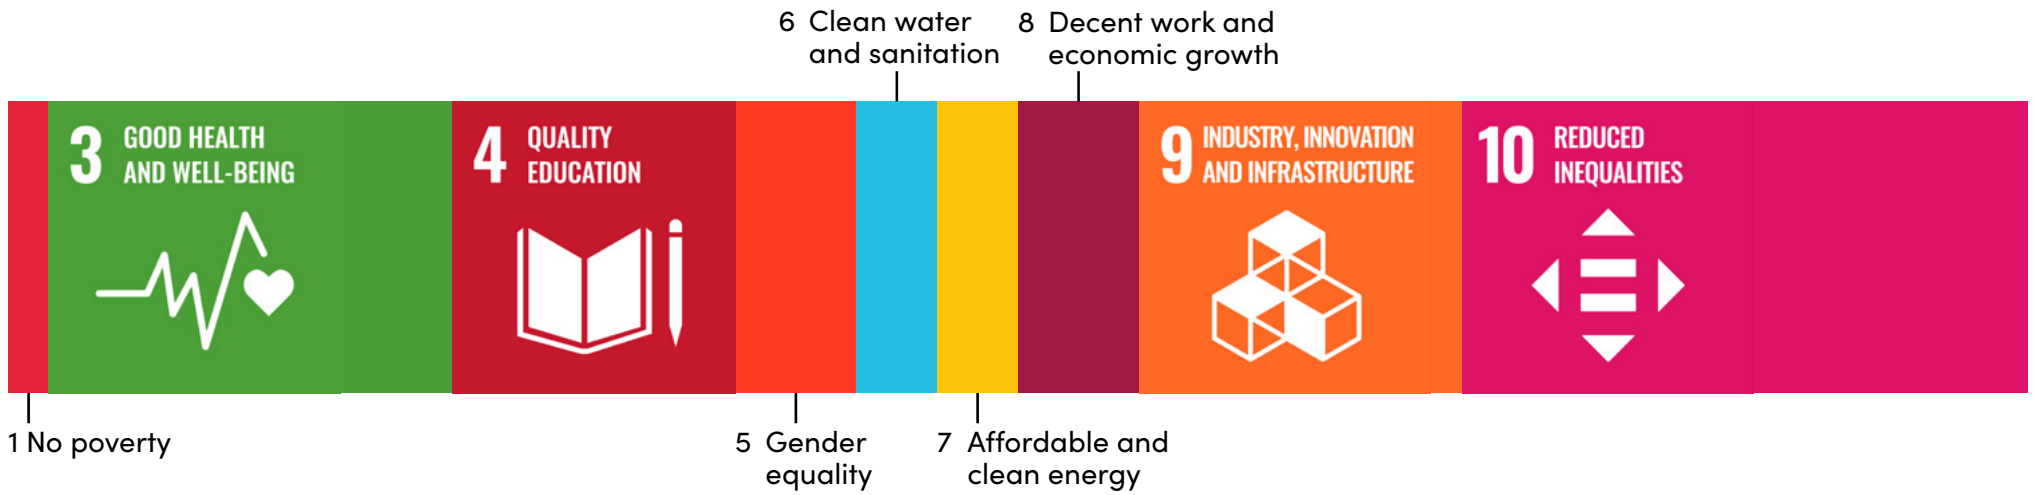 6 Clean water
and sanitation
8 Decent work and
economic growth
3 GOOD HEALTH
AND WELL-BEING
4 QUALITY
EDUCATION
9 INDUSTRY, INNOVATION
AND INFRASTRUCTURE
10 REDUCED
INEQUALITIES
1 No poverty
5 Gender
equality
7 Affordable and
clean energy